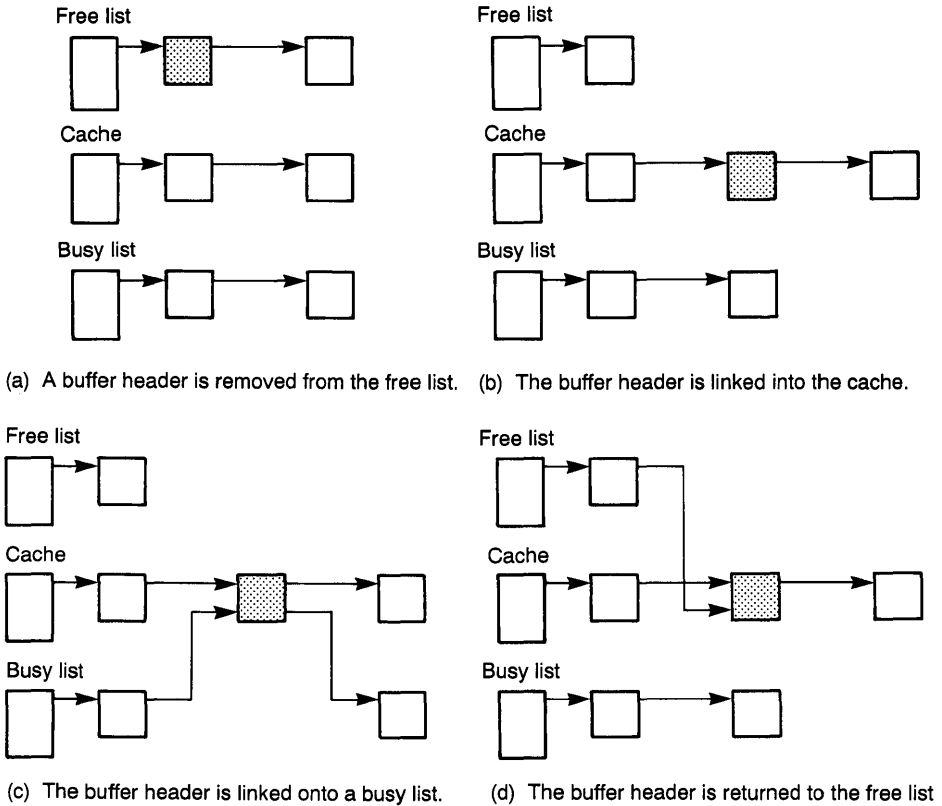 Free list
Cache
Busy list
(a) A buffer header is removed from the free list.
Free list
Cache
Busy list
(b) The buffer header is linked into the cache.
Free list
Cache
Busy list
(c) The buffer header is linked onto a busy list.
Free list
Cache
Busy list
(d) The buffer header is returned to the free list